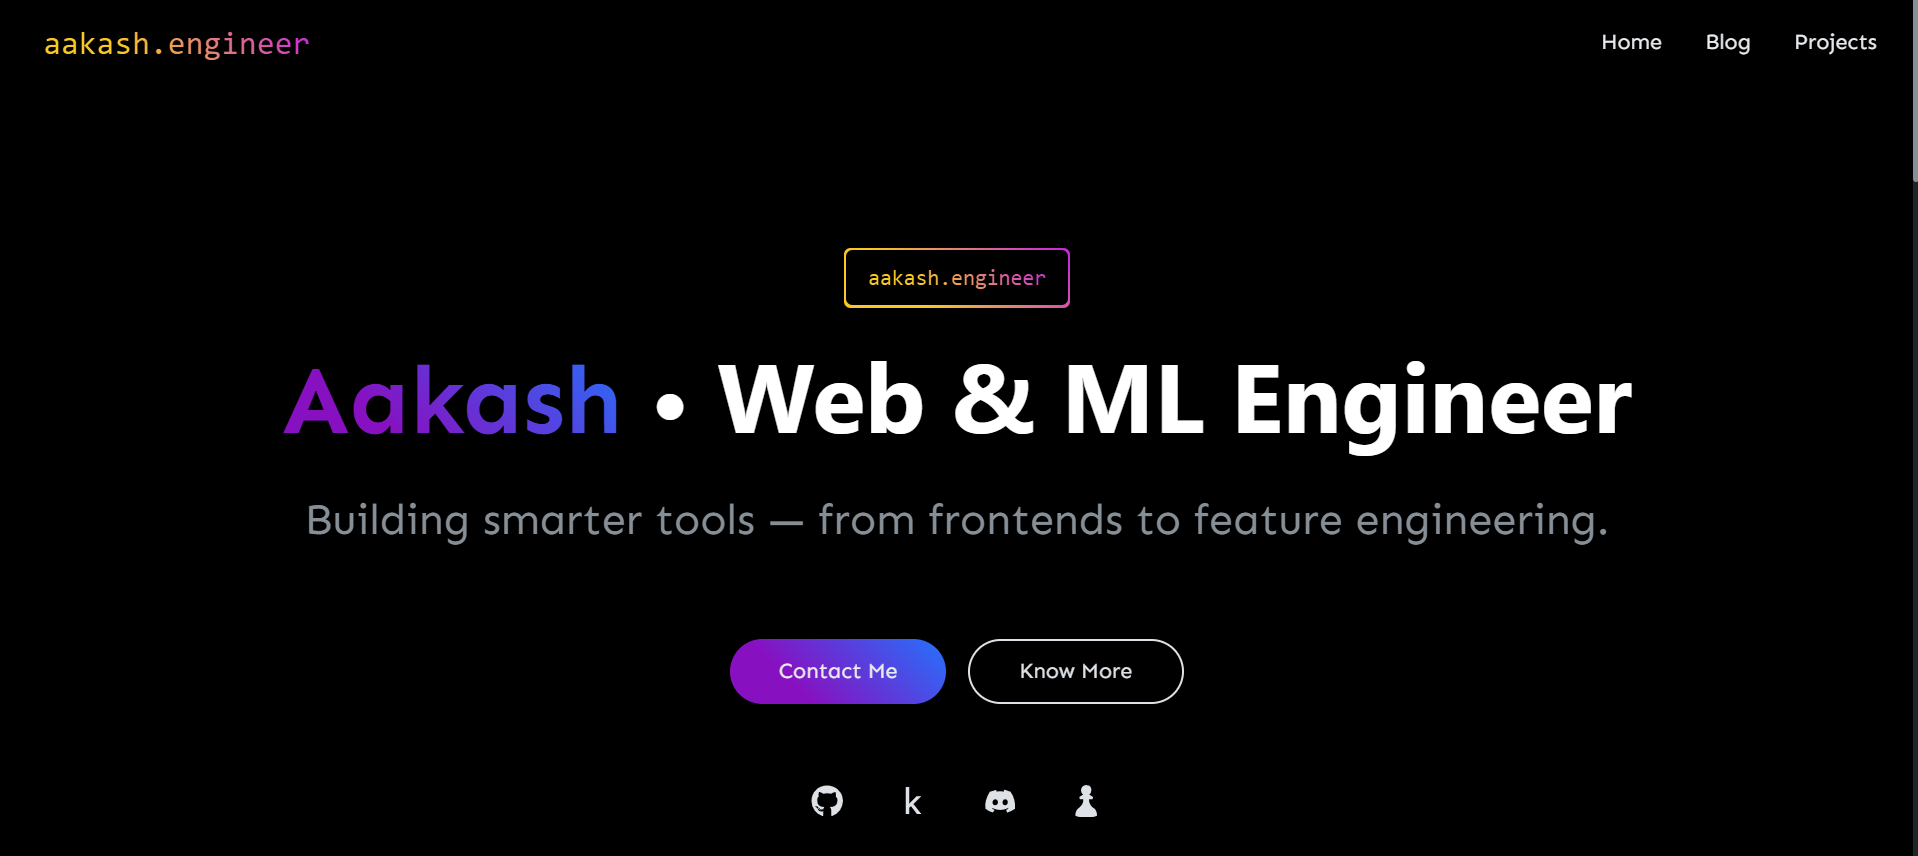 aakash.engineer
Home Blog Projects
aakash.engineer
Aakash • Web & ML Engineer
Building smarter tools — from frontends to feature engineering.
Contact Me Know More
k